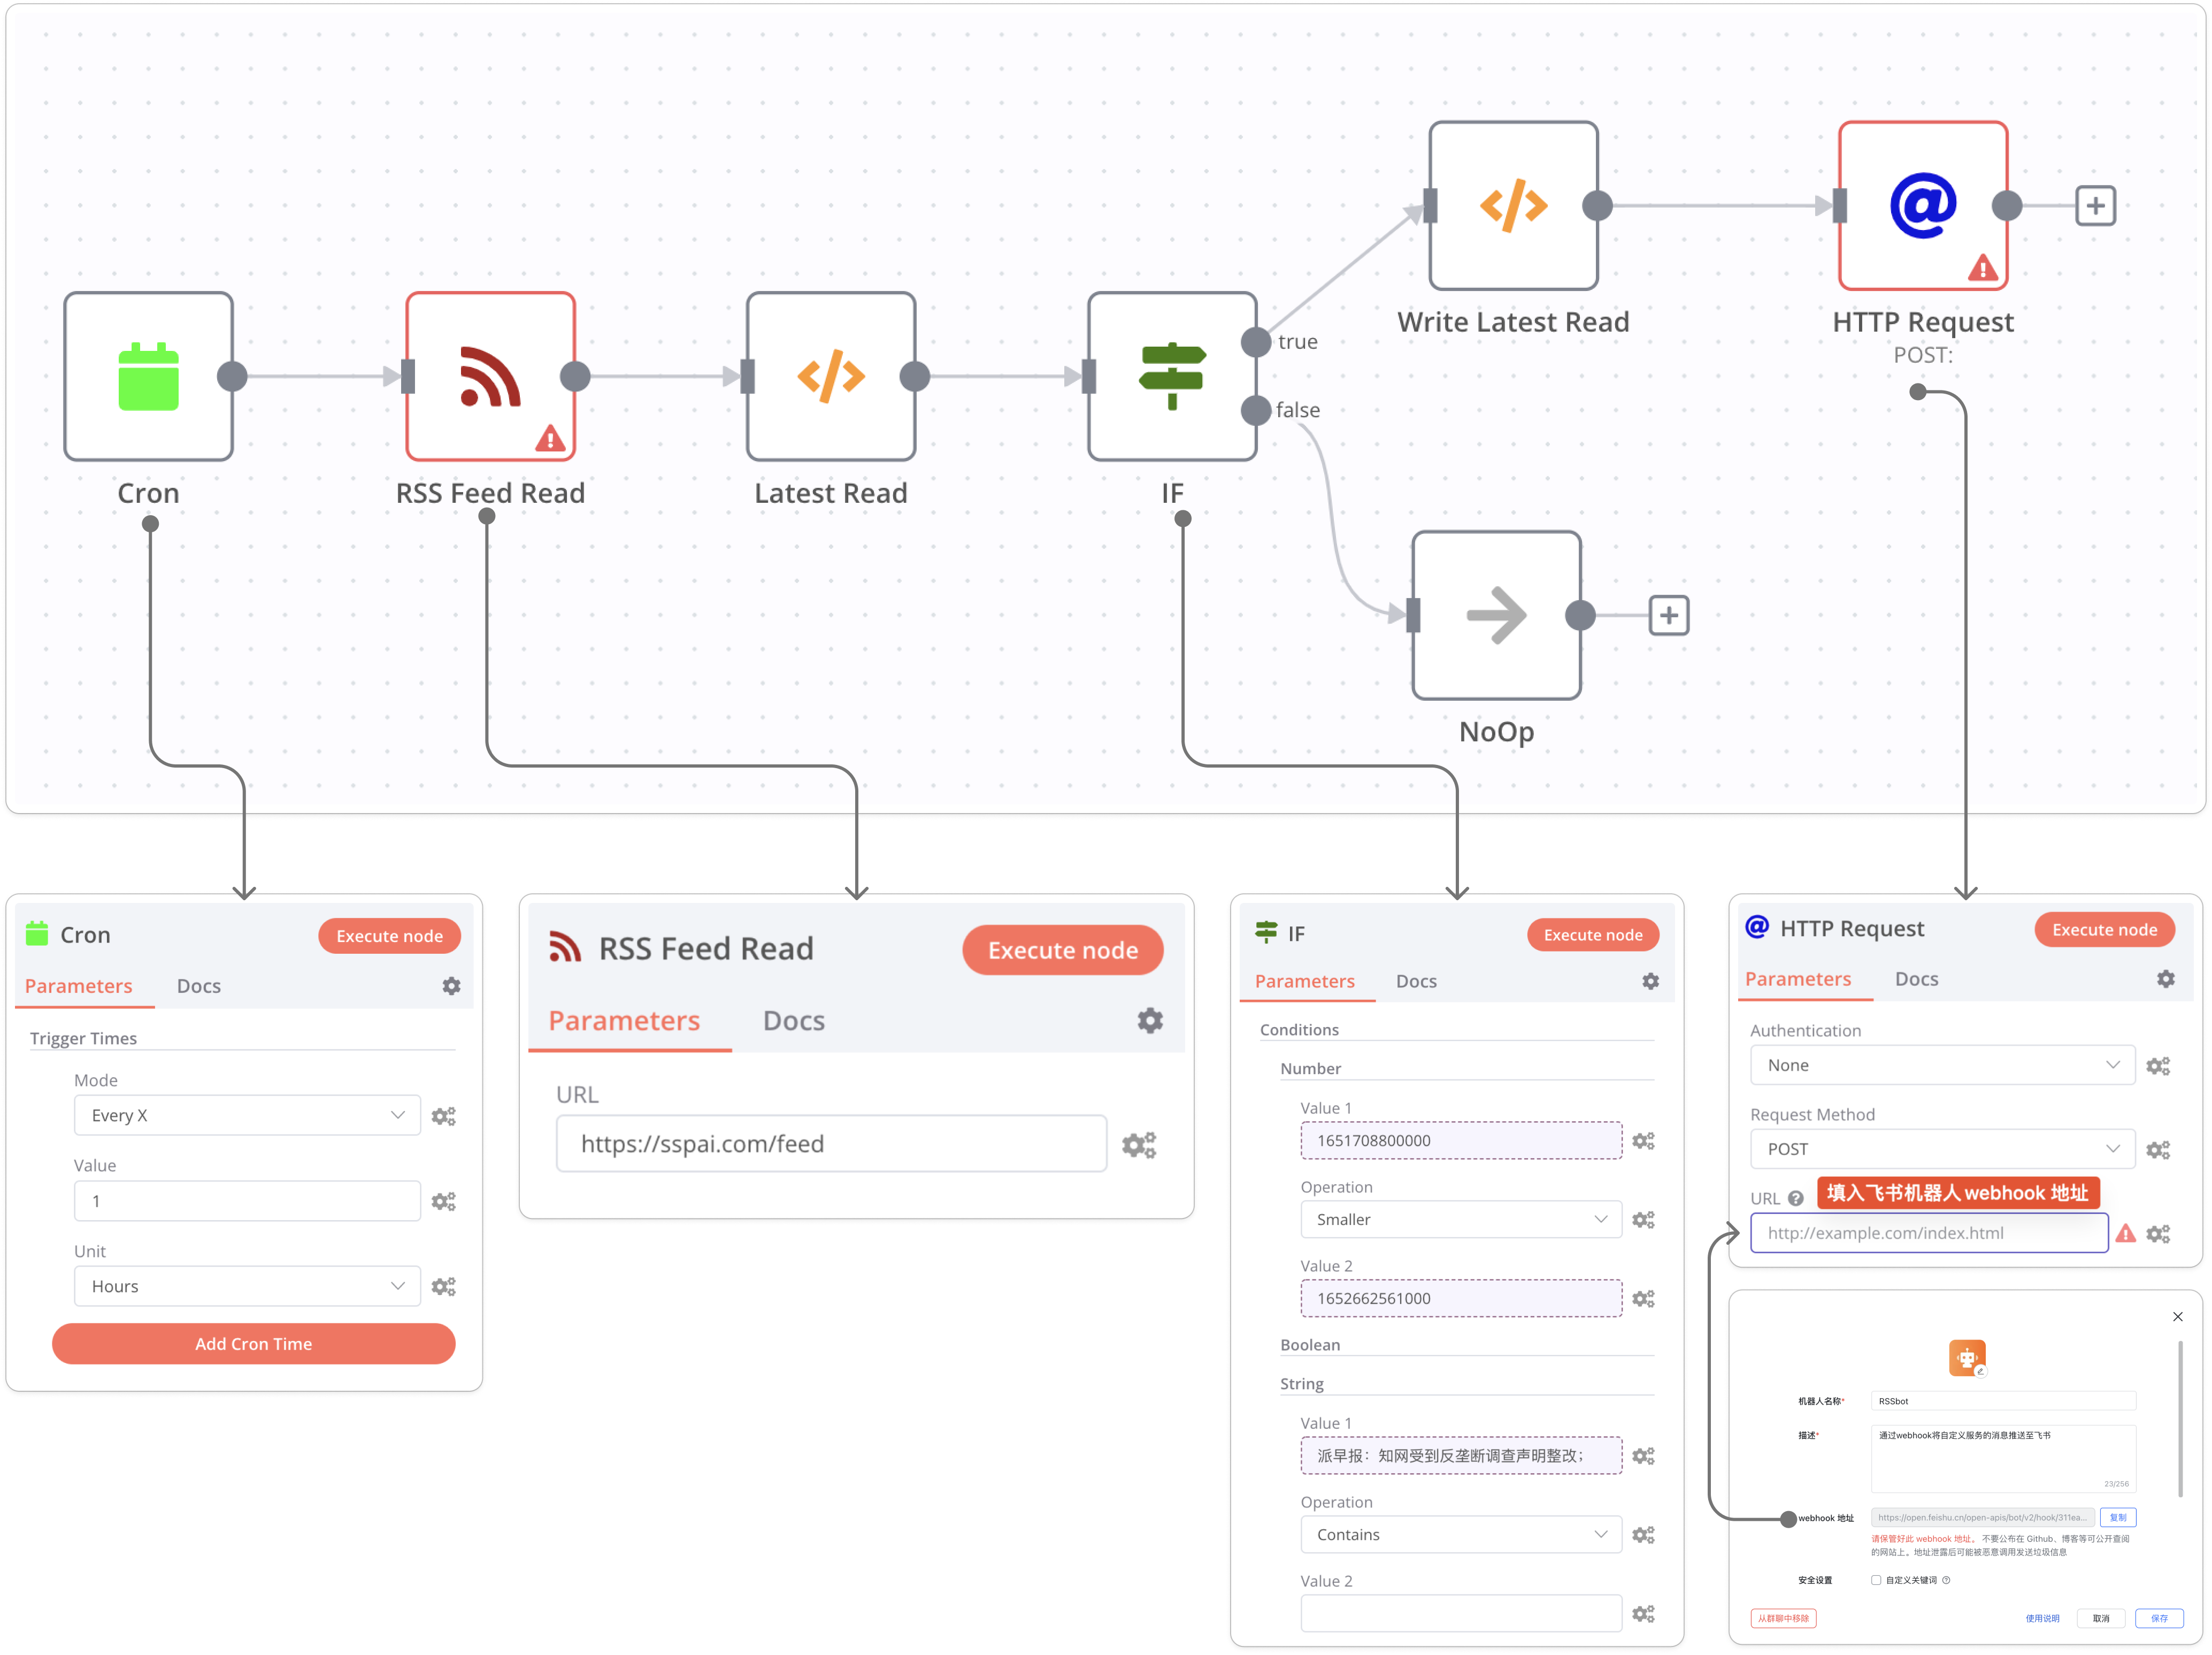 true
false
Write Latest Read
HTTP Request
POST:
Cron
RSS Feed Read
Latest Read
IF
NoOp
Cron
Execute node
Parameters
Docs
Trigger Times
Mode
Every X
Value
1
Unit
Hours
Add Cron Time
RSS Feed Read
Execute node
Parameters
Docs
URL
https://sspai.com/feed
IF
Execute node
Parameters
Docs
Conditions
Number
Value 1
1651708800000
Operation
Smaller
Value 2
1652662561000
Boolean
String
Value 1
派早报：知网受到反垄断调查声明整改；
Operation
Contains
Value 2
HTTP Request
Execute node
Parameters
Docs
Authentication
None
Request Method
POST
URL
填入飞书机器人webhook 地址
http://example.com/index.html
机器人名称*
RSSbot
描述*
通过webhook将自定义服务的消息推送至飞书
23/256
webhook 地址
https://open.feishu.cn/open-apis/bot/v2/hook/311ea...
复制
请保管好此 webhook 地址。 不要公布在 Github、博客等可公开查阅
的网站上。地址泄露后可能被恶意调用发送垃圾信息
安全设置
自定义关键词
从群聊中移除
使用说明
取消
保存